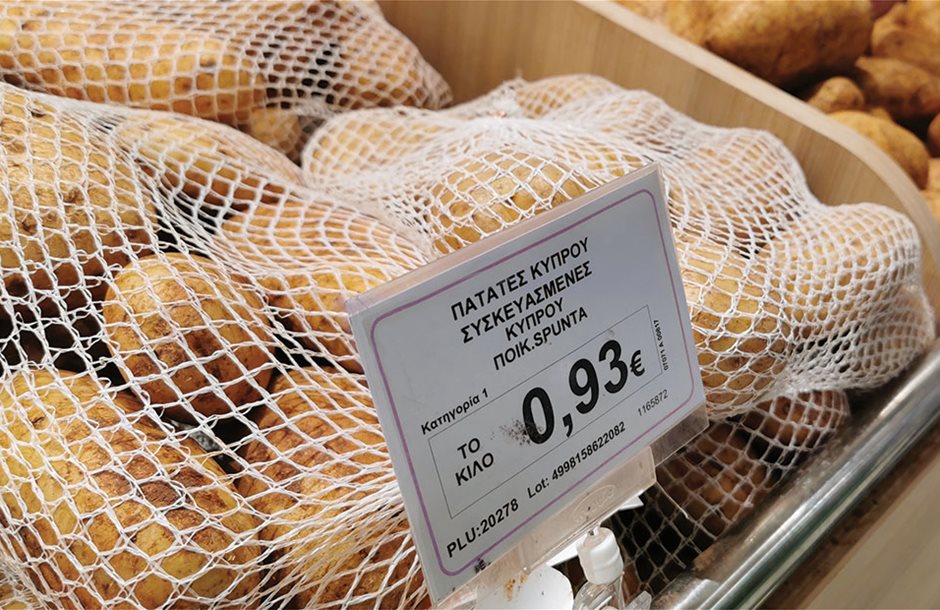 ΠΑΤΑΤΕΣ ΚΥΠΡΟΥ
ΣΥΣΚΕΥΑΣΜΕΝΕΣ
ΚΥΠΡΟΥ
ΠΟΙΚ.SPUNTA
Κατηγορία 1
ΤΟ
ΚΙΛΟ
0,93€
1165872
PLU:20278 Lot: 4998158622082